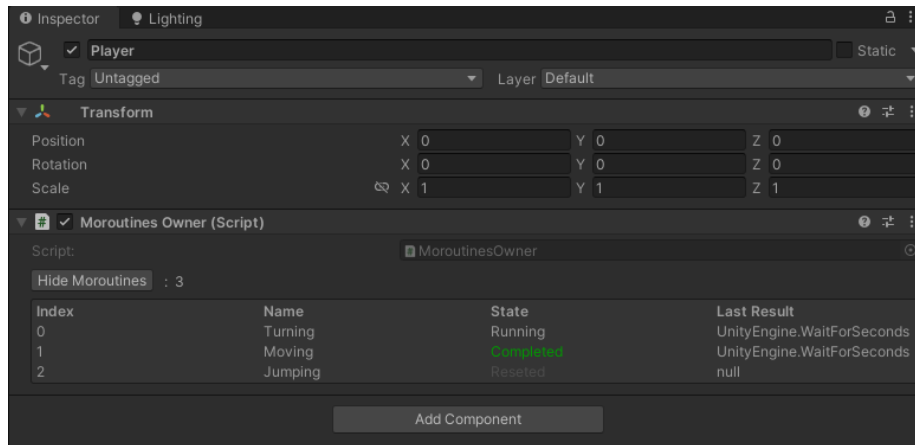 Inspector Lighting
Player Static
Tag Untagged Layer Default
Transform
Position X 0 Y 0 Z 0
Rotation X 0 Y 0 Z 0
Scale X 1 Y 1 Z 1
# Moroutines Owner (Script)
Script: # MoroutinesOwner
Hide Moroutines : 3
Index Name State Last Result
0 Turning Running UnityEngine.WaitForSeconds
1 Moving Completed UnityEngine.WaitForSeconds
2 Jumping Reseted null
Add Component